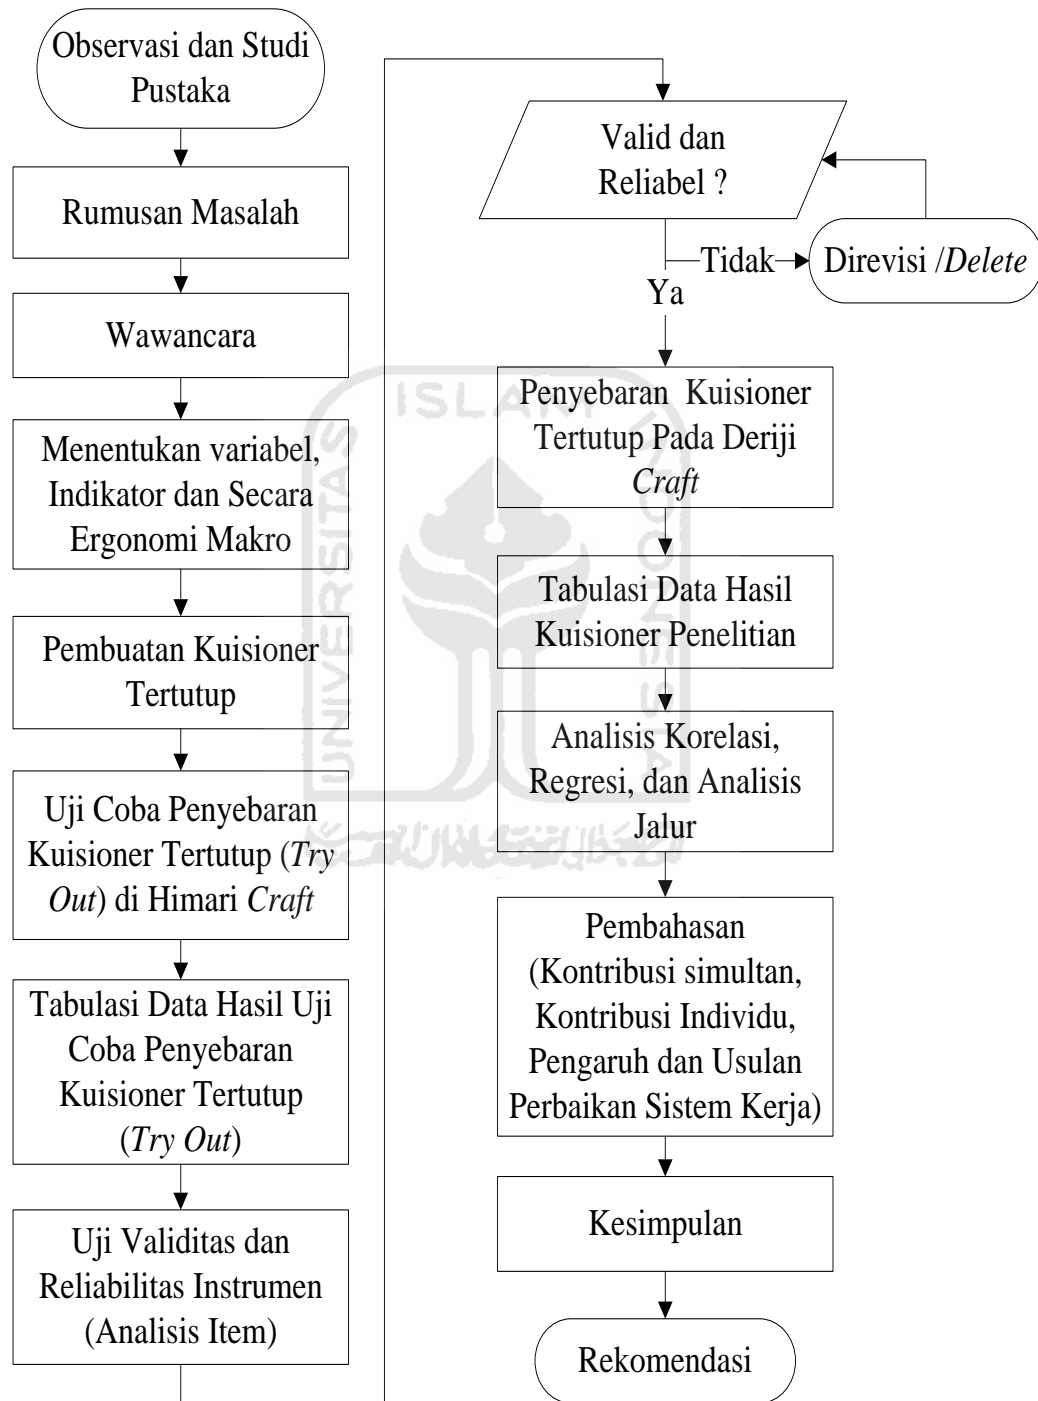 Observasi dan Studi
Pustaka
Rumusan Masalah
Wawancara
Menentukan variabel,
Indikator dan Secara
Ergonomi Makro
Pembuatan Kuisioner
Tertutup
Uji Coba Penyebaran
Kuisioner Tertutup (Try
Out) di Himari Craft
Tabulasi Data Hasil Uji
Coba Penyebaran
Kuisioner Tertutup
(Try Out)
Uji Validitas dan
Reliabilitas Instrumen
(Analisis Item)
Valid dan
Reliabel ?
Tidak
Direvisi /Delete
Ya
Penyebaran Kuisioner
Tertutup Pada Deriji
Craft
Tabulasi Data Hasil
Kuisioner Penelitian
Analisis Korelasi,
Regresi, dan Analisis
Jalur
Pembahasan
(Kontribusi simultan,
Kontribusi Individu,
Pengaruh dan Usulan
Perbaikan Sistem Kerja)
Kesimpulan
Rekomendasi
UNIVERSITAS
ISLAM
INDONESIA